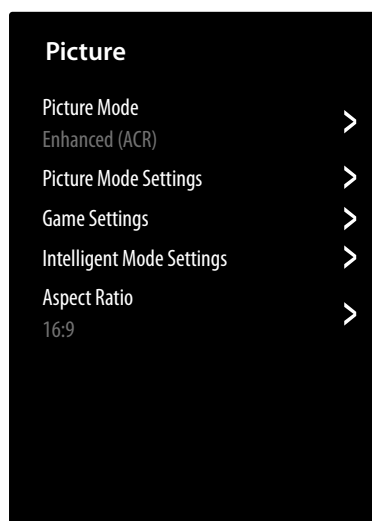 Picture
Picture Mode
Enhanced (ACR)
Picture Mode Settings
Game Settings
Intelligent Mode Settings
Aspect Ratio
16:9